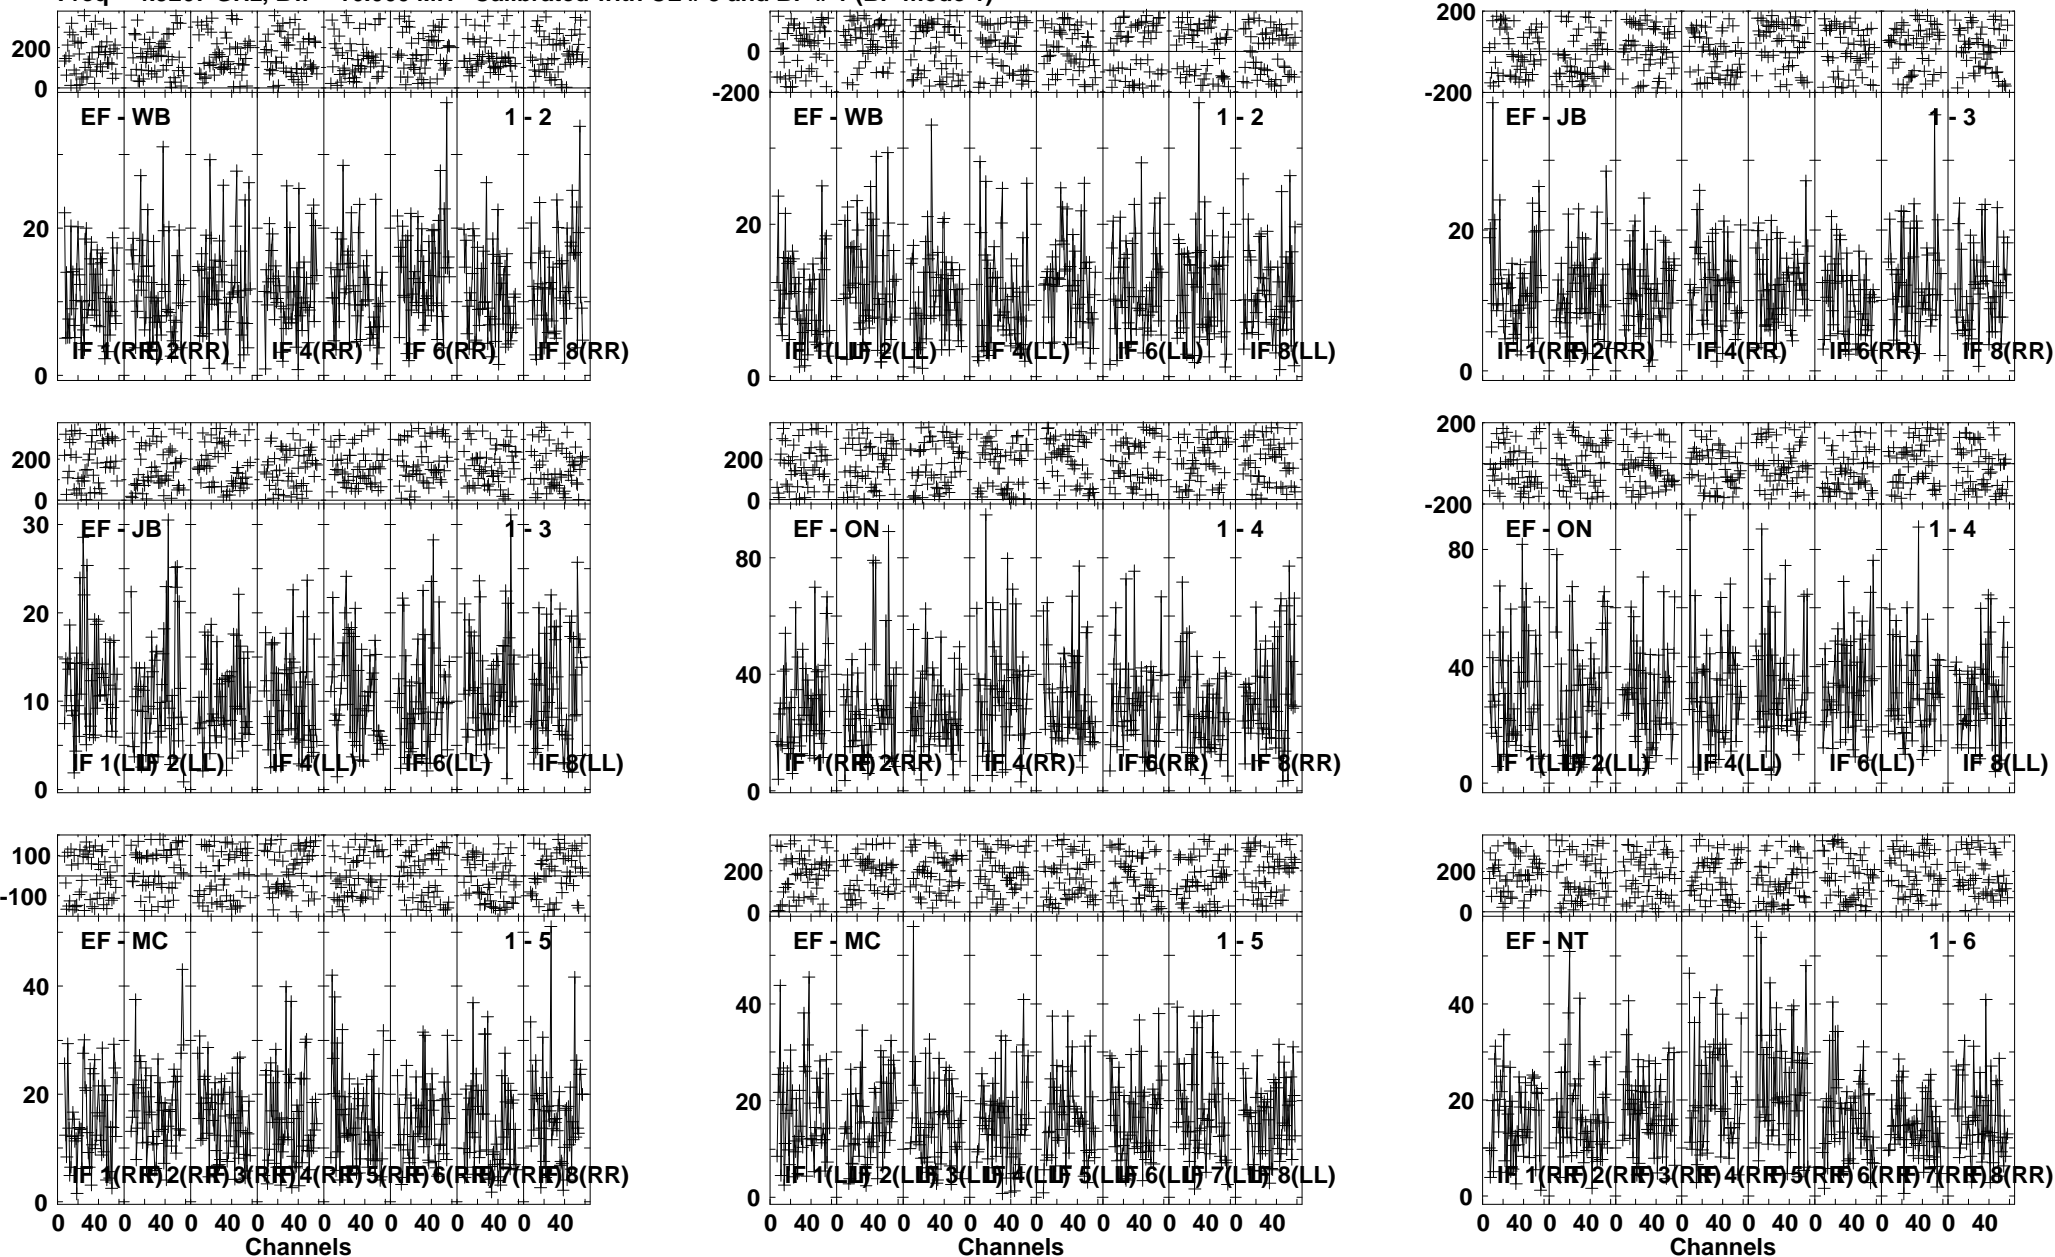 EF - WB 1 - 2
200
0
20
0
IF 1(RR) IF 2(RR) IF 4(RR) IF 6(RR) IF 8(RR)
EF - WB 1 - 2
200
0
-200
20
0
IF 1(LL) IF 2(LL) IF 4(LL) IF 6(LL) IF 8(LL)
EF - JB 1 - 3
200
-200
20
0
IF 1(RR) IF 2(RR) IF 4(RR) IF 6(RR) IF 8(RR)
EF - JB 1 - 3
200
0
30
20
10
0
IF 1(LL) IF 2(LL) IF 4(LL) IF 6(LL) IF 8(LL)
EF - ON 1 - 4
200
0
80
40
0
IF 1(RR) IF 2(RR) IF 4(RR) IF 6(RR) IF 8(RR)
EF - ON 1 - 4
200
-200
80
40
0
IF 1(LL) IF 2(LL) IF 4(LL) IF 6(LL) IF 8(LL)
EF - MC 1 - 5
100
-100
40
20
0
IF 1(RR) IF 2(RR) IF 3(RR) IF 4(RR) IF 5(RR) IF 6(RR) IF 7(RR) IF 8(RR)
0 40 0 40 0 40 0 40 0 40 0 40 0 40 0 40
Channels
EF - MC 1 - 5
200
0
40
20
0
IF 1(LL) IF 2(LL) IF 3(LL) IF 4(LL) IF 5(LL) IF 6(LL) IF 7(LL) IF 8(LL)
0 40 0 40 0 40 0 40 0 40 0 40 0 40 0 40
Channels
EF - NT 1 - 6
200
0
40
20
0
IF 1(RR) IF 2(RR) IF 3(RR) IF 4(RR) IF 5(RR) IF 6(RR) IF 7(RR) IF 8(RR)
0 40 0 40 0 40 0 40 0 40 0 40 0 40 0 40
Channels